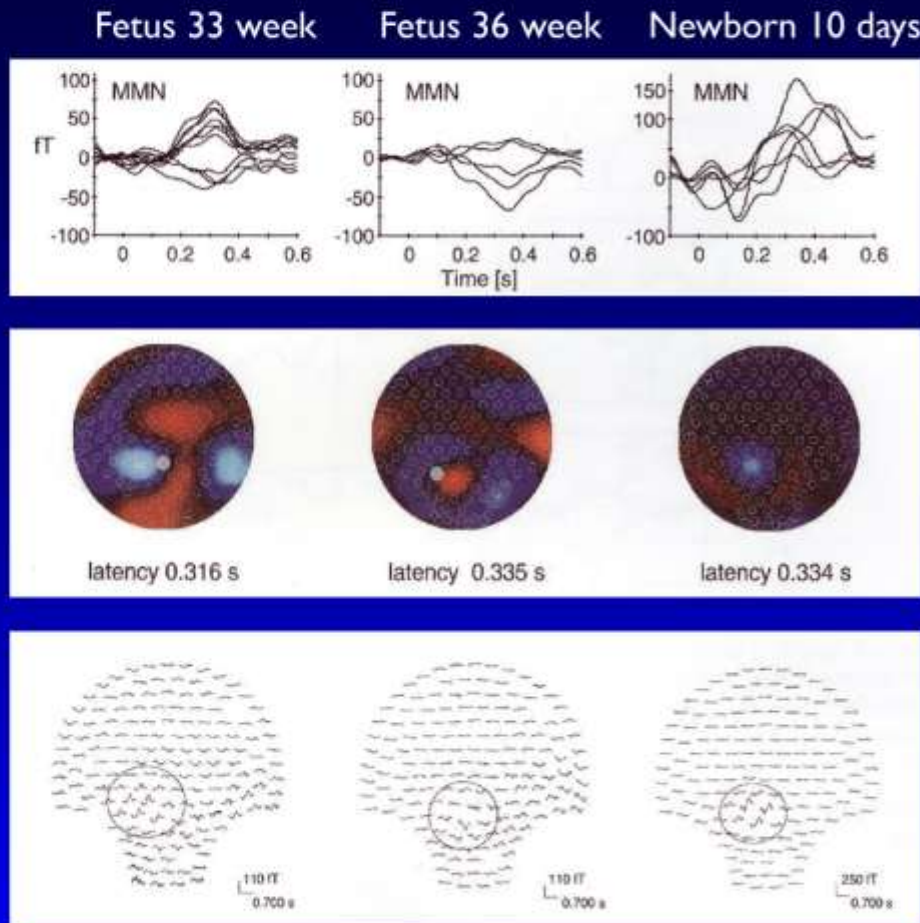 Fetus 33 week Fetus 36 week Newborn 10 days
MMN
100
50
fT
0
-50
-100
0 0.2 0.4 0.6
MMN
100
50
0
-50
-100
0 0.2 0.4 0.6
Time [s]
MMN
150
100
0
-100
0 0.2 0.4 0.6
latency 0.316 s latency 0.335 s latency 0.334 s
110 fT
0.700 s
110 fT
0.700 s
250 fT
0.700 s